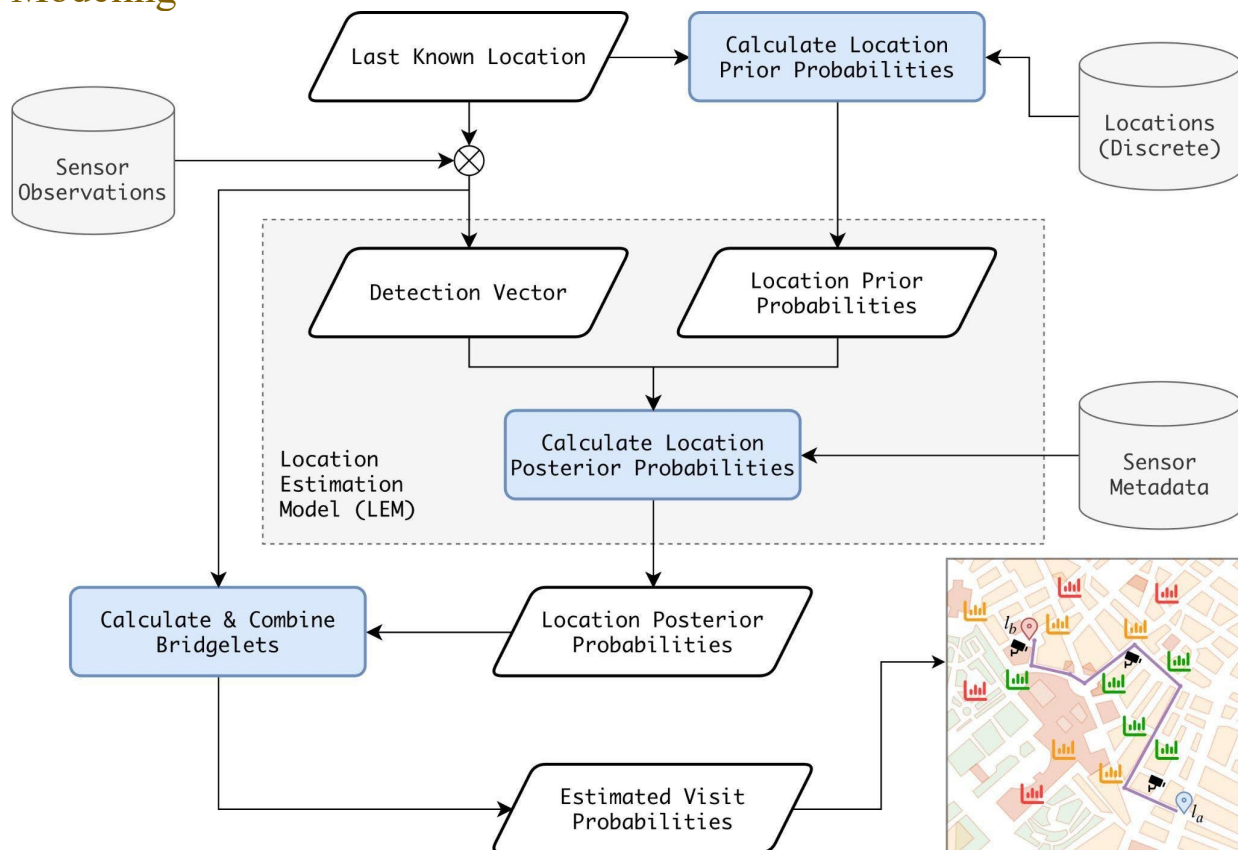 Modeling
Last Known Location
Calculate Location
Prior Probabilities
Locations
(Discrete)
Sensor
Observations
Detection Vector
Location Prior
Probabilities
Calculate Location
Posterior Probabilities
Location
Estimation
Model (LEM)
Sensor
Metadata
Calculate & Combine
Bridgelets
Location Posterior
Probabilities
l_b
Estimated Visit
Probabilities
l_a